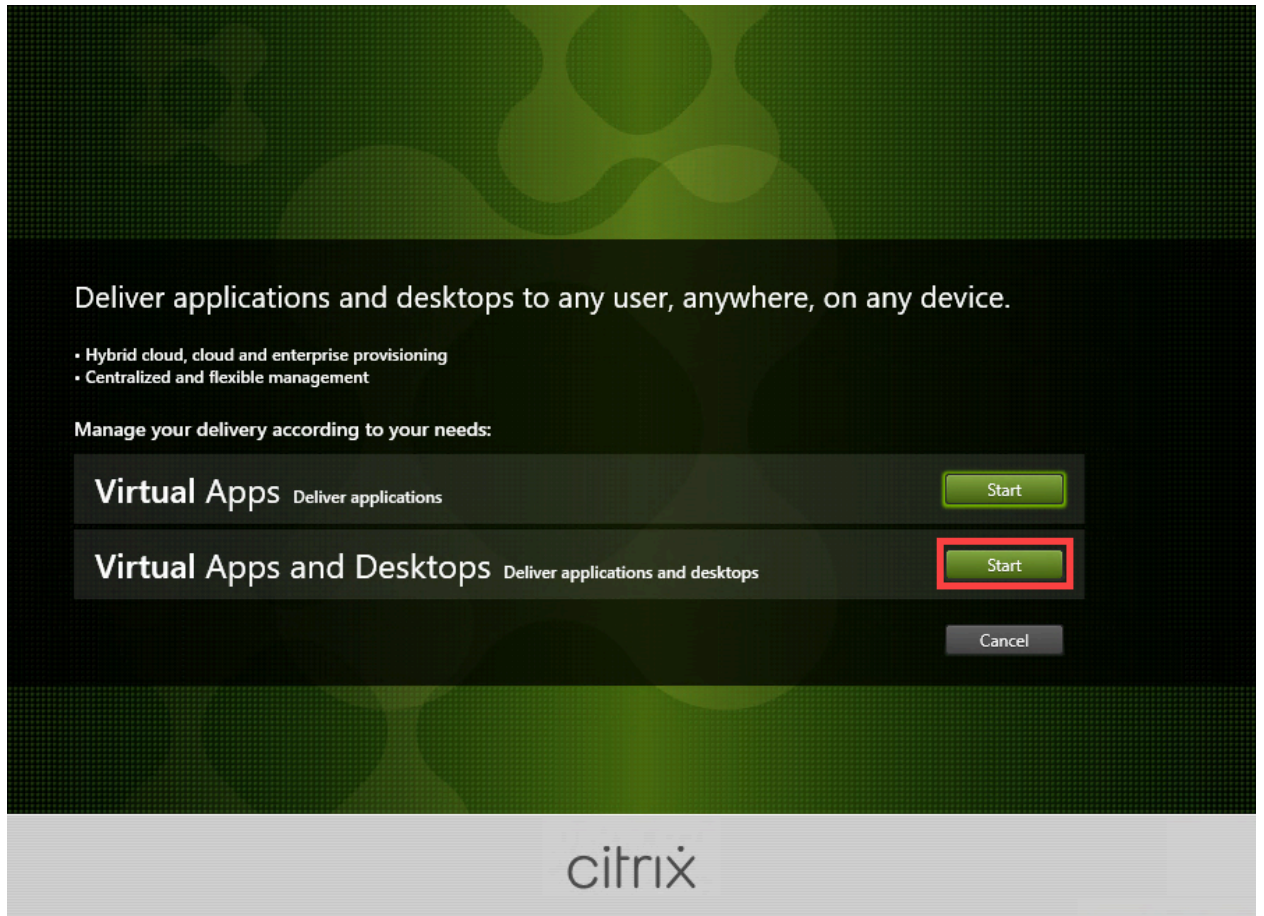 Deliver applications and desktops to any user, anywhere, on any device.
• Hybrid cloud, cloud and enterprise provisioning
• Centralized and flexible management
Manage your delivery according to your needs:
Virtual Apps Deliver applications Start
Virtual Apps and Desktops Deliver applications and desktops Start
Cancel
citrix